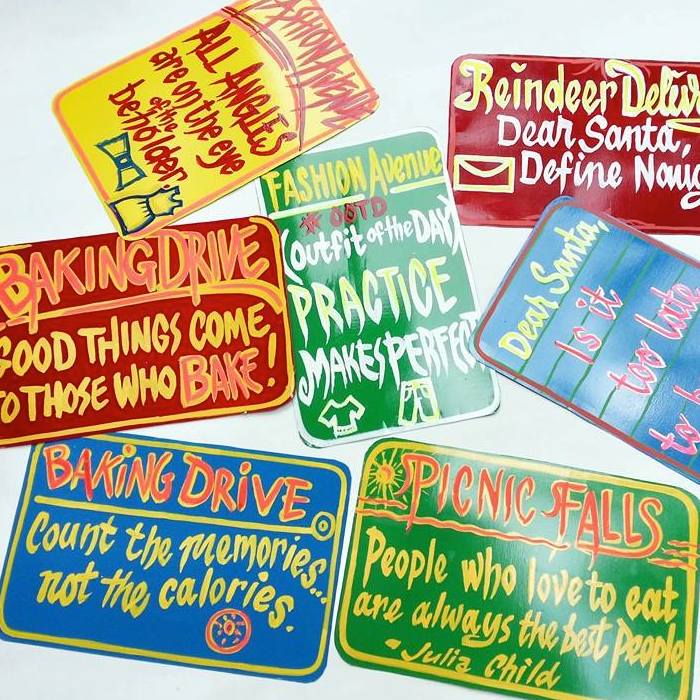 FASHION AVENUE
ALL ANGLES
are on the eye
of the
beholder.
Reindeer
Dear Santa,
Define
FASHION Avenue
# OOTD
(outfit of the DAY)
PRACTICE
MAKES PERFECT
BAKING DRIVE
GOOD THINGS COME
TO THOSE WHO BAKE!
Dear Santa,
Is it
too late
to
BAKING DRIVE
Count the memories...
not the calories.
PICNIC FALLS
People who love to eat
are always the best people
- Julia Child